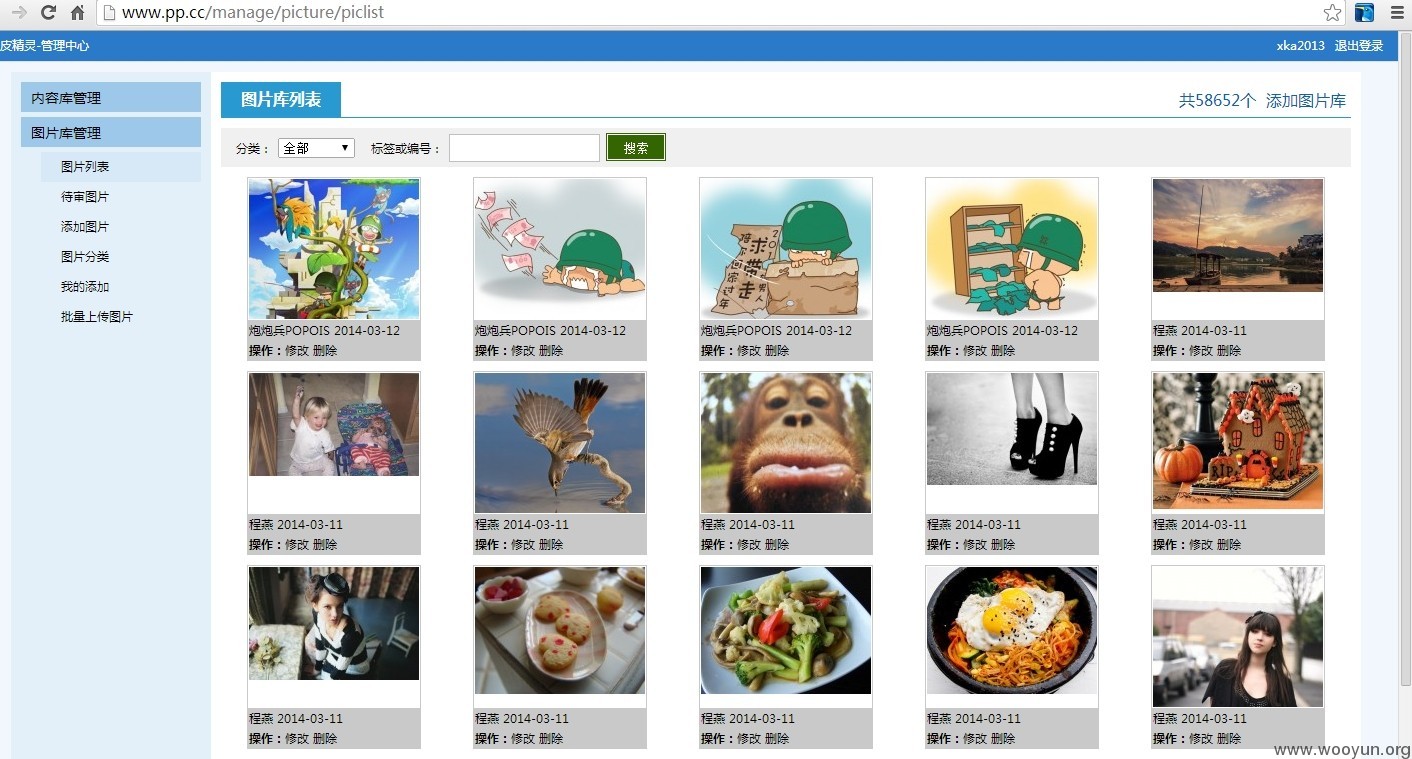 www.pp.cc/manage/picture/piclist
皮精灵-管理中心
xka2013 退出登录
内容库管理
图片库管理
图片列表
待审图片
添加图片
图片分类
我的添加
批量上传图片
图片库列表
共58652个 添加图片库
分类： 全部 标签或编号： 搜索
求带走
陪你回家过年
男人
炮炮兵POPOIS 2014-03-12
操作：修改 删除
炮炮兵POPOIS 2014-03-12
操作：修改 删除
炮炮兵POPOIS 2014-03-12
操作：修改 删除
炮炮兵POPOIS 2014-03-12
操作：修改 删除
程燕 2014-03-11
操作：修改 删除
RIP
程燕 2014-03-11
操作：修改 删除
程燕 2014-03-11
操作：修改 删除
程燕 2014-03-11
操作：修改 删除
程燕 2014-03-11
操作：修改 删除
程燕 2014-03-11
操作：修改 删除
程燕 2014-03-11
操作：修改 删除
程燕 2014-03-11
操作：修改 删除
程燕 2014-03-11
操作：修改 删除
程燕 2014-03-11
操作：修改 删除
程燕 2014-03-11
操作：修改 删除
www.wooyun.org